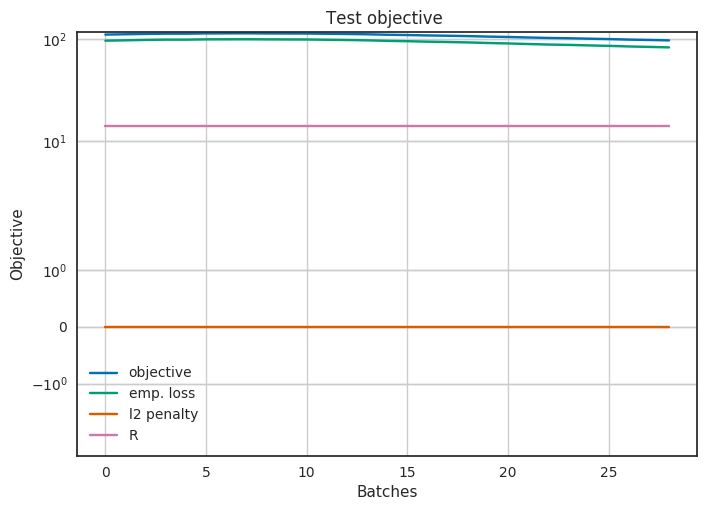 Test objective
Objective
10²
10¹
10⁰
0
−10⁰
objective
emp. loss
l2 penalty
R
0 5 10 15 20 25
Batches